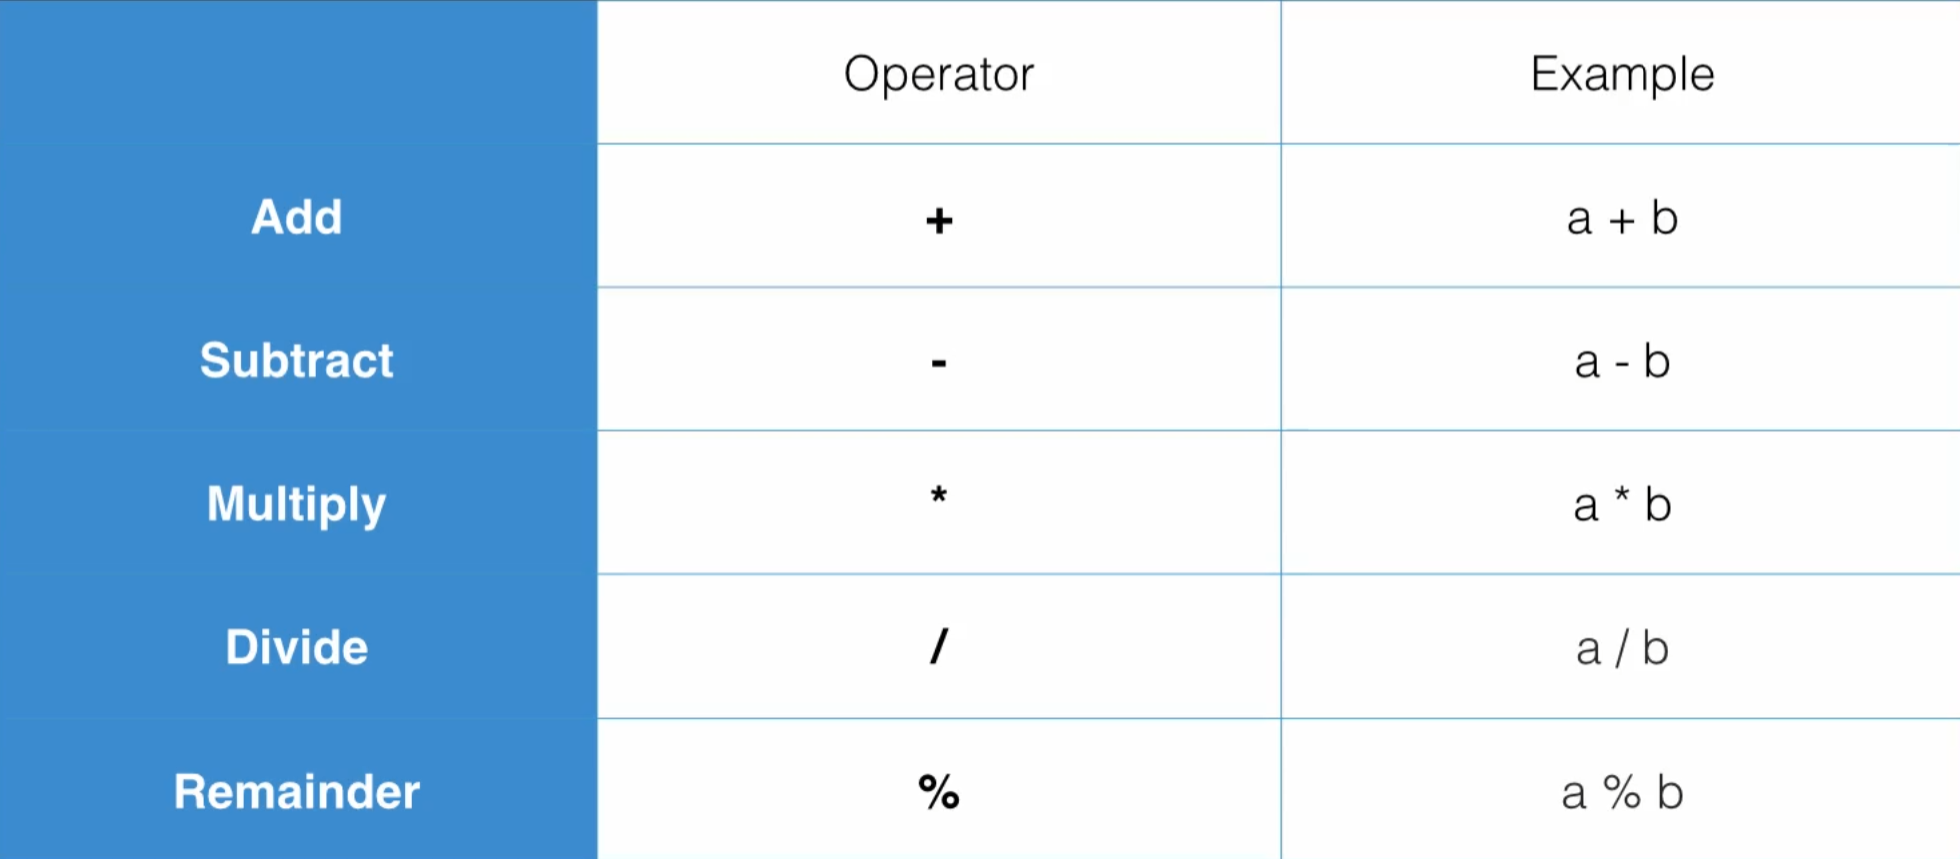 Operator Example
Add + a + b
Subtract - a - b
Multiply * a * b
Divide / a / b
Remainder % a % b